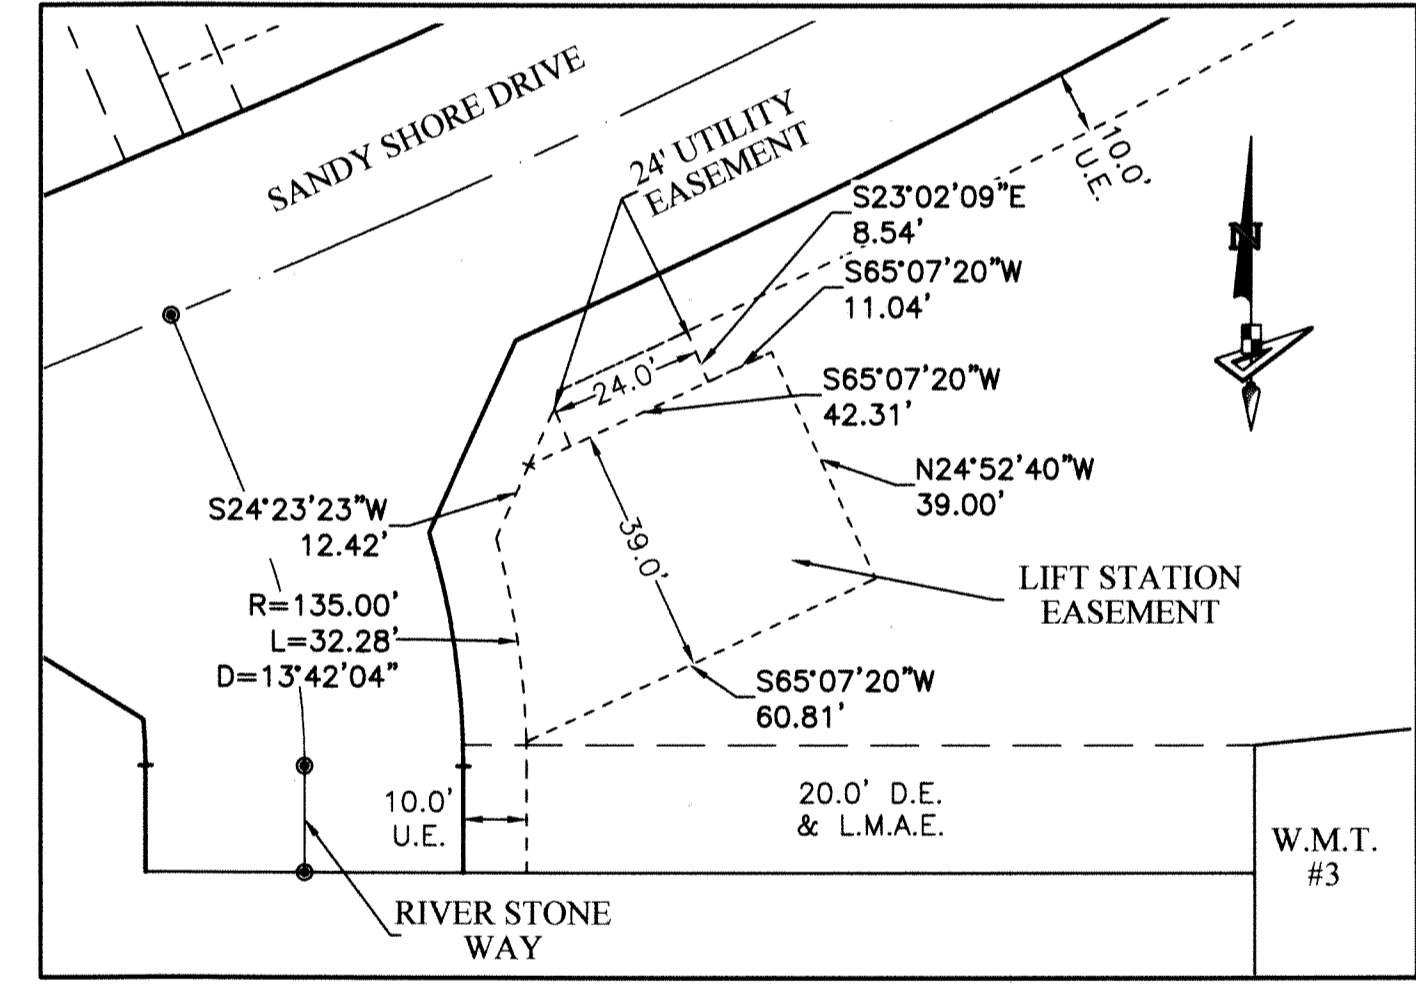 SANDY SHORE DRIVE
24' UTILITY
EASEMENT
10.0'
U.E.
S23°02'09"E
8.54'
S65°07'20"W
11.04'
N
24.0'
S65°07'20"W
42.31'
N24°52'40"W
39.00'
S24°23'23"W
12.42'
39.0'
LIFT STATION
EASEMENT
R=135.00'
L=32.28'
D=13°42'04"
S65°07'20"W
60.81'
10.0'
U.E.
20.0' D.E.
& L.M.A.E.
W.M.T.
#3
RIVER STONE
WAY